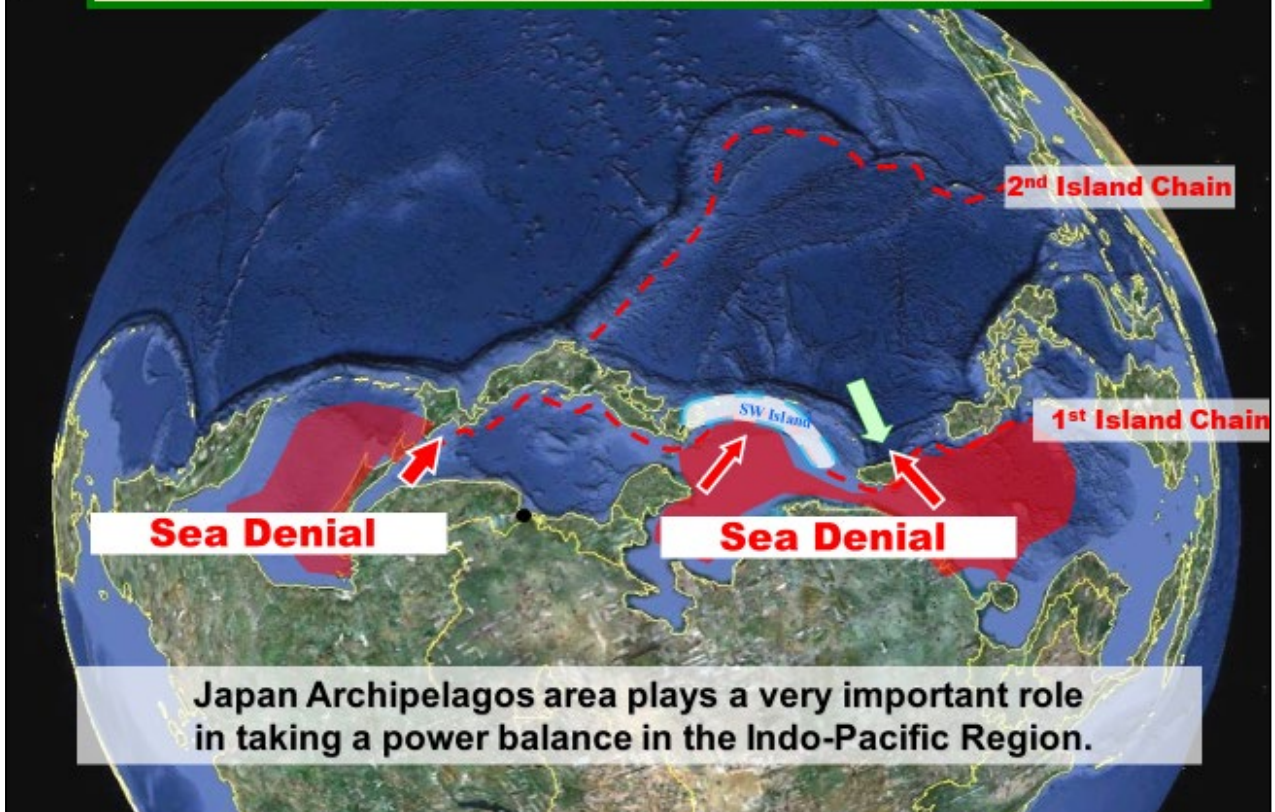 2nd Island Chain
SW Island
1st Island Chain
Sea Denial
Sea Denial
Japan Archipelagos area plays a very important role
in taking a power balance in the Indo-Pacific Region.